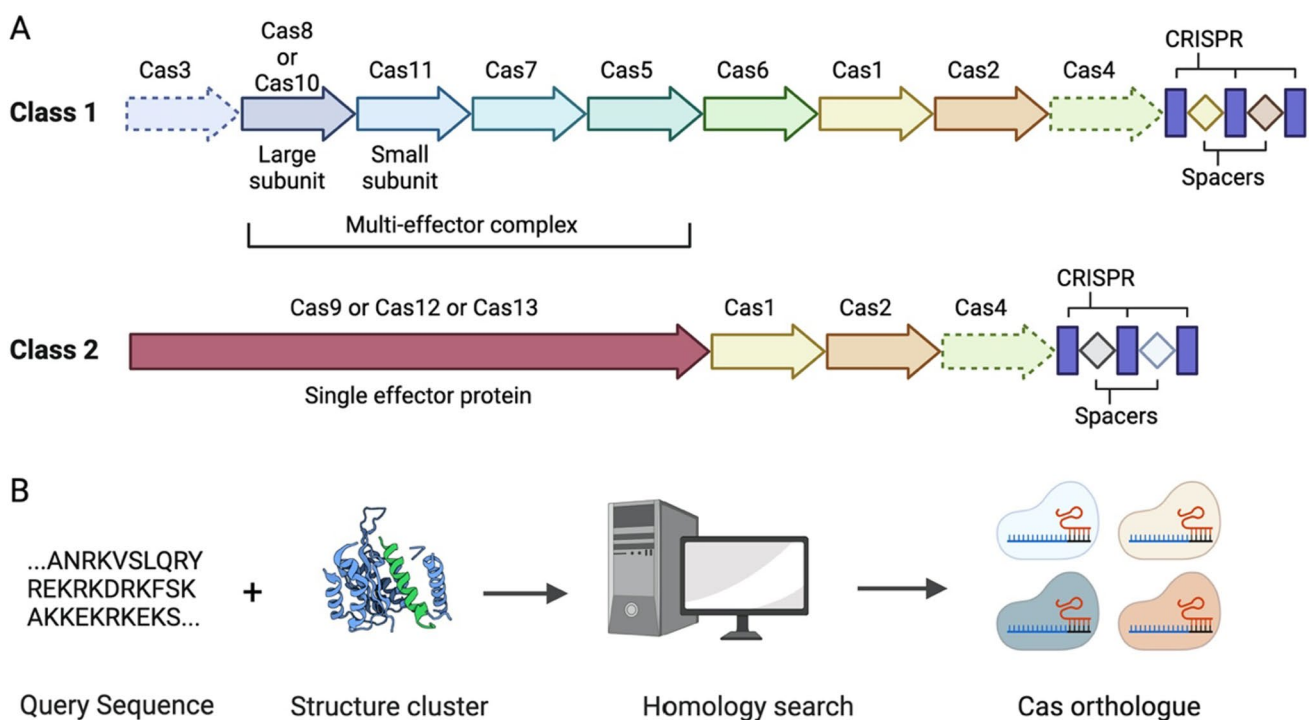 A
Class 1
Cas3
Cas8
or
Cas10
Cas11
Cas7
Cas5
Cas6
Cas1
Cas2
Cas4
CRISPR
Large
subunit
Small
subunit
Spacers
Multi-effector complex
Class 2
Cas9 or Cas12 or Cas13
Cas1
Cas2
Cas4
CRISPR
Single effector protein
Spacers
B
...ANRKVSLQRY
REKRKDRKFSK
AKKEKRKEKS...
+
Query Sequence
Structure cluster
Homology search
Cas orthologue